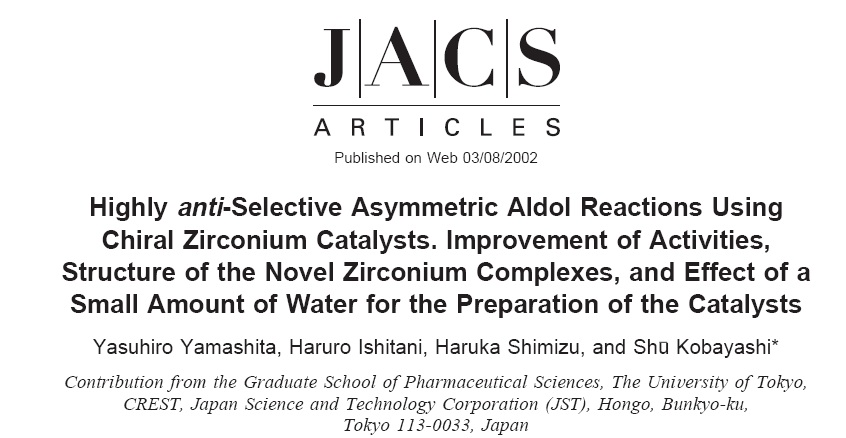 JACS
ARTICLES
Published on Web 03/08/2002
Highly anti-Selective Asymmetric Aldol Reactions Using
Chiral Zirconium Catalysts. Improvement of Activities,
Structure of the Novel Zirconium Complexes, and Effect of a
Small Amount of Water for the Preparation of the Catalysts
Yasuhiro Yamashita, Haruro Ishitani, Haruka Shimizu, and Shū Kobayashi*
Contribution from the Graduate School of Pharmaceutical Sciences, The University of Tokyo,
CREST, Japan Science and Technology Corporation (JST), Hongo, Bunkyo-ku,
Tokyo 113-0033, Japan